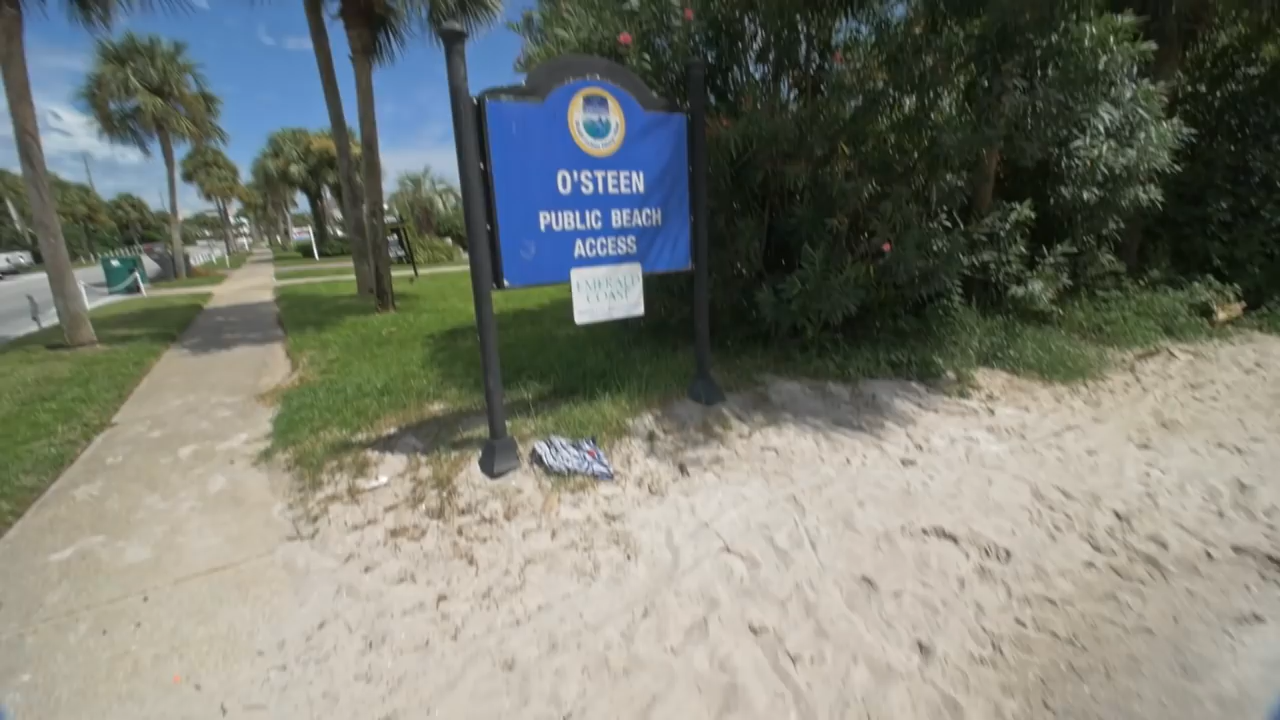 O'STEEN
PUBLIC BEACH
ACCESS
EMERALD
COAST